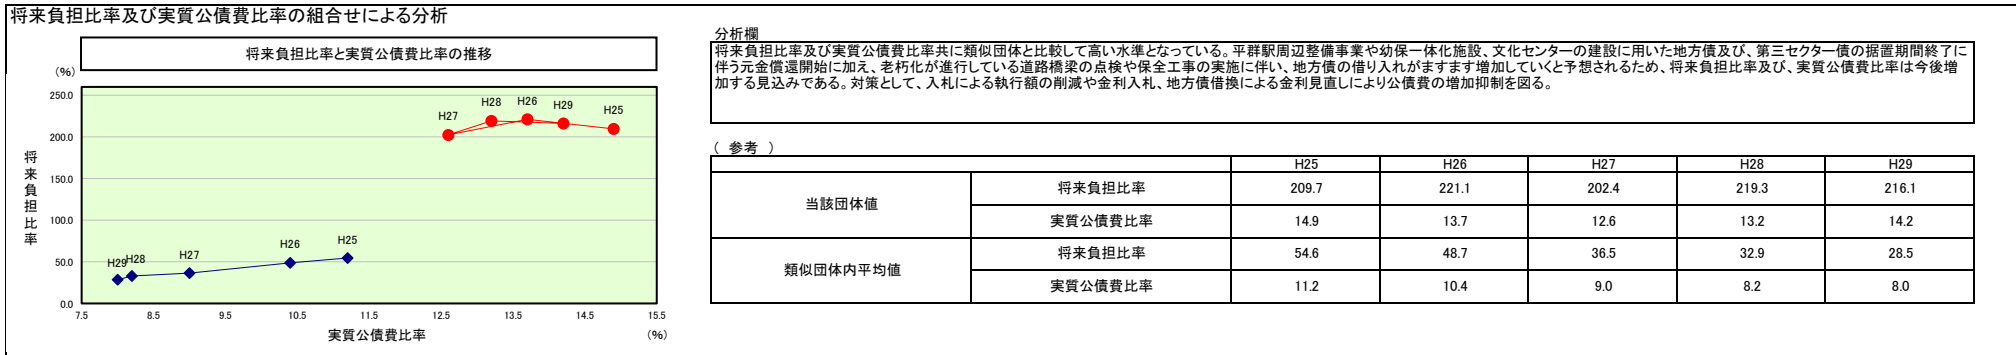 将来負担比率及び実質公債費比率の組合せによる分析
将来負担比率と実質公債費比率の推移
(%)
250.0
200.0
150.0
100.0
50.0
0.0
将来負担比率
H27
H28
H26
H29
H25
H29
H28
H27
H26
H25
7.5 8.5 9.5 10.5 11.5 12.5 13.5 14.5 15.5
実質公債費比率
(%)
分析欄
将来負担比率及び実質公債費比率共に類似団体と比較して高い水準となっている。平群駅周辺整備事業や幼保一体化施設、文化センターの建設に用いた地方債及び、第三セクター債の据置期間終了に
伴う元金償還開始に加え、老朽化が進行している道路橋梁の点検や保全工事の実施に伴い、地方債の借り入れがますます増加していくと予想されるため、将来負担比率及び、実質公債費比率は今後増
加する見込みである。対策として、入札による執行額の削減や金利入札、地方債借換による金利見直しにより公債費の増加抑制を図る。
( 参考 )
H25 H26 H27 H28 H29
当該団体値
将来負担比率 209.7 221.1 202.4 219.3 216.1
実質公債費比率 14.9 13.7 12.6 13.2 14.2
類似団体内平均値
将来負担比率 54.6 48.7 36.5 32.9 28.5
実質公債費比率 11.2 10.4 9.0 8.2 8.0